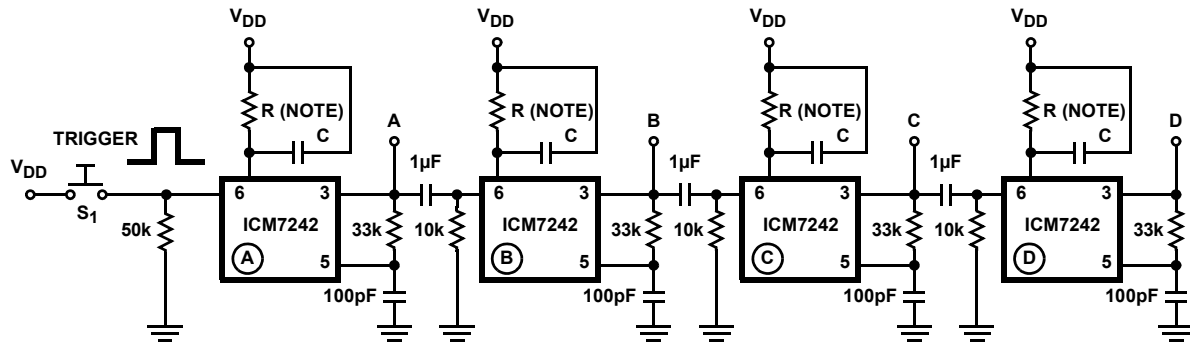 VDD
VDD
VDD
VDD
R (NOTE)
R (NOTE)
R (NOTE)
R (NOTE)
C
C
C
C
TRIGGER
A
B
C
D
VDD
S1
1µF
1µF
1µF
6
3
6
3
6
3
6
3
50k
ICM7242
33k
10k
ICM7242
33k
10k
ICM7242
33k
10k
ICM7242
33k
A
5
B
5
C
5
D
5
100pF
100pF
100pF
100pF